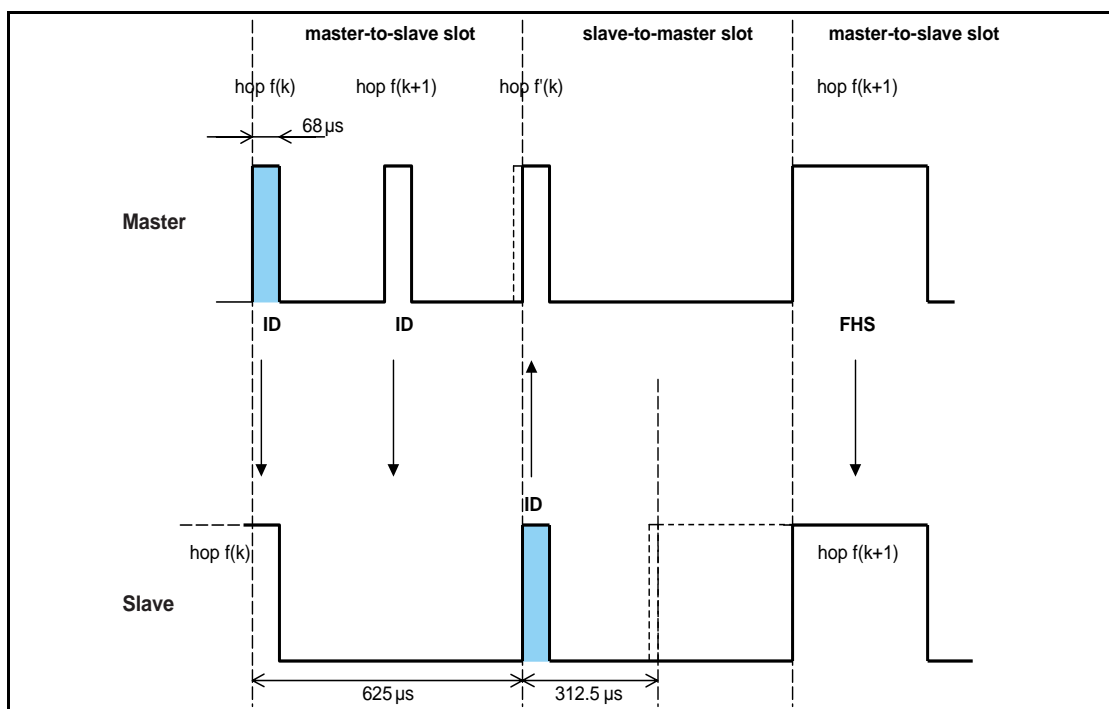 master-to-slave slot
slave-to-master slot
master-to-slave slot
hop f(k)
hop f(k+1)
hop f'(k)
hop f(k+1)
68 µs
Master
ID
ID
FHS
ID
hop f(k)
hop f(k+1)
Slave
625 µs
312.5 µs